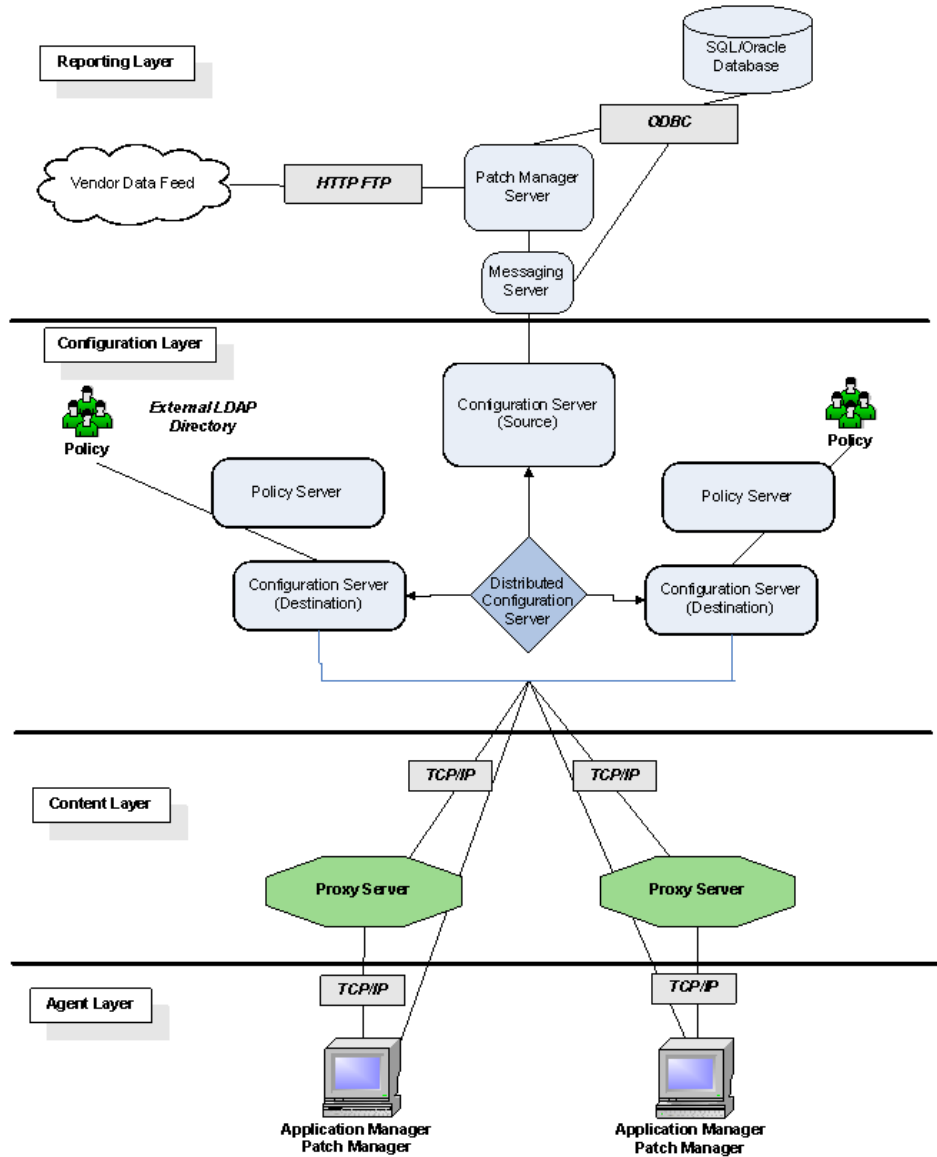 SQL/Oracle
Database
Reporting Layer
ODBC
Vendor Data Feed
HTTP FTP
Patch Manager
Server
Messaging
Server
Configuration Layer
External LDAP
Directory
Policy
Configuration Server
(Source)
Policy
Policy Server
Policy Server
Configuration Server
(Destination)
Distributed
Configuration
Server
Configuration Server
(Destination)
TCP/IP
TCP/IP
Content Layer
Proxy Server
Proxy Server
Agent Layer
TCP/IP
TCP/IP
Application Manager
Patch Manager
Application Manager
Patch Manager